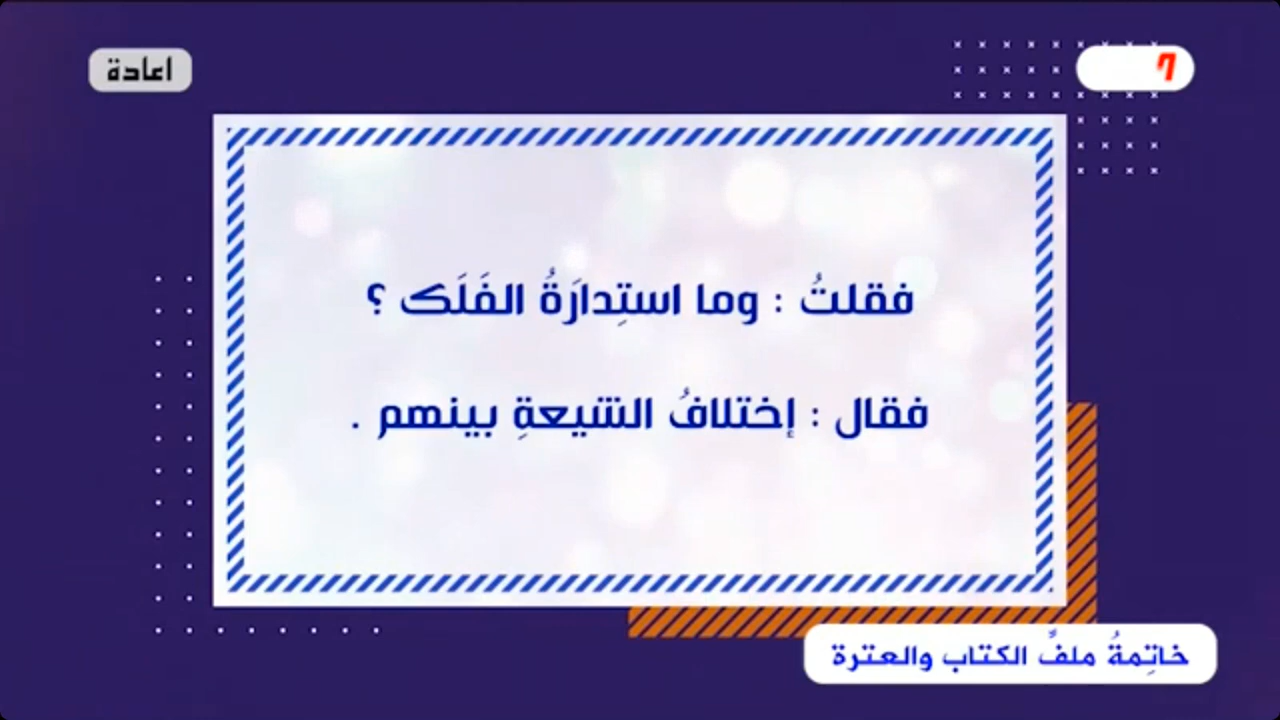 اعادة
فقلتُ : وما استِدارَةُ الفَلَك ؟
فقال : إختلافُ الشيعةِ بينهم .
خاتِمةُ ملفِّ الكتاب والعترة